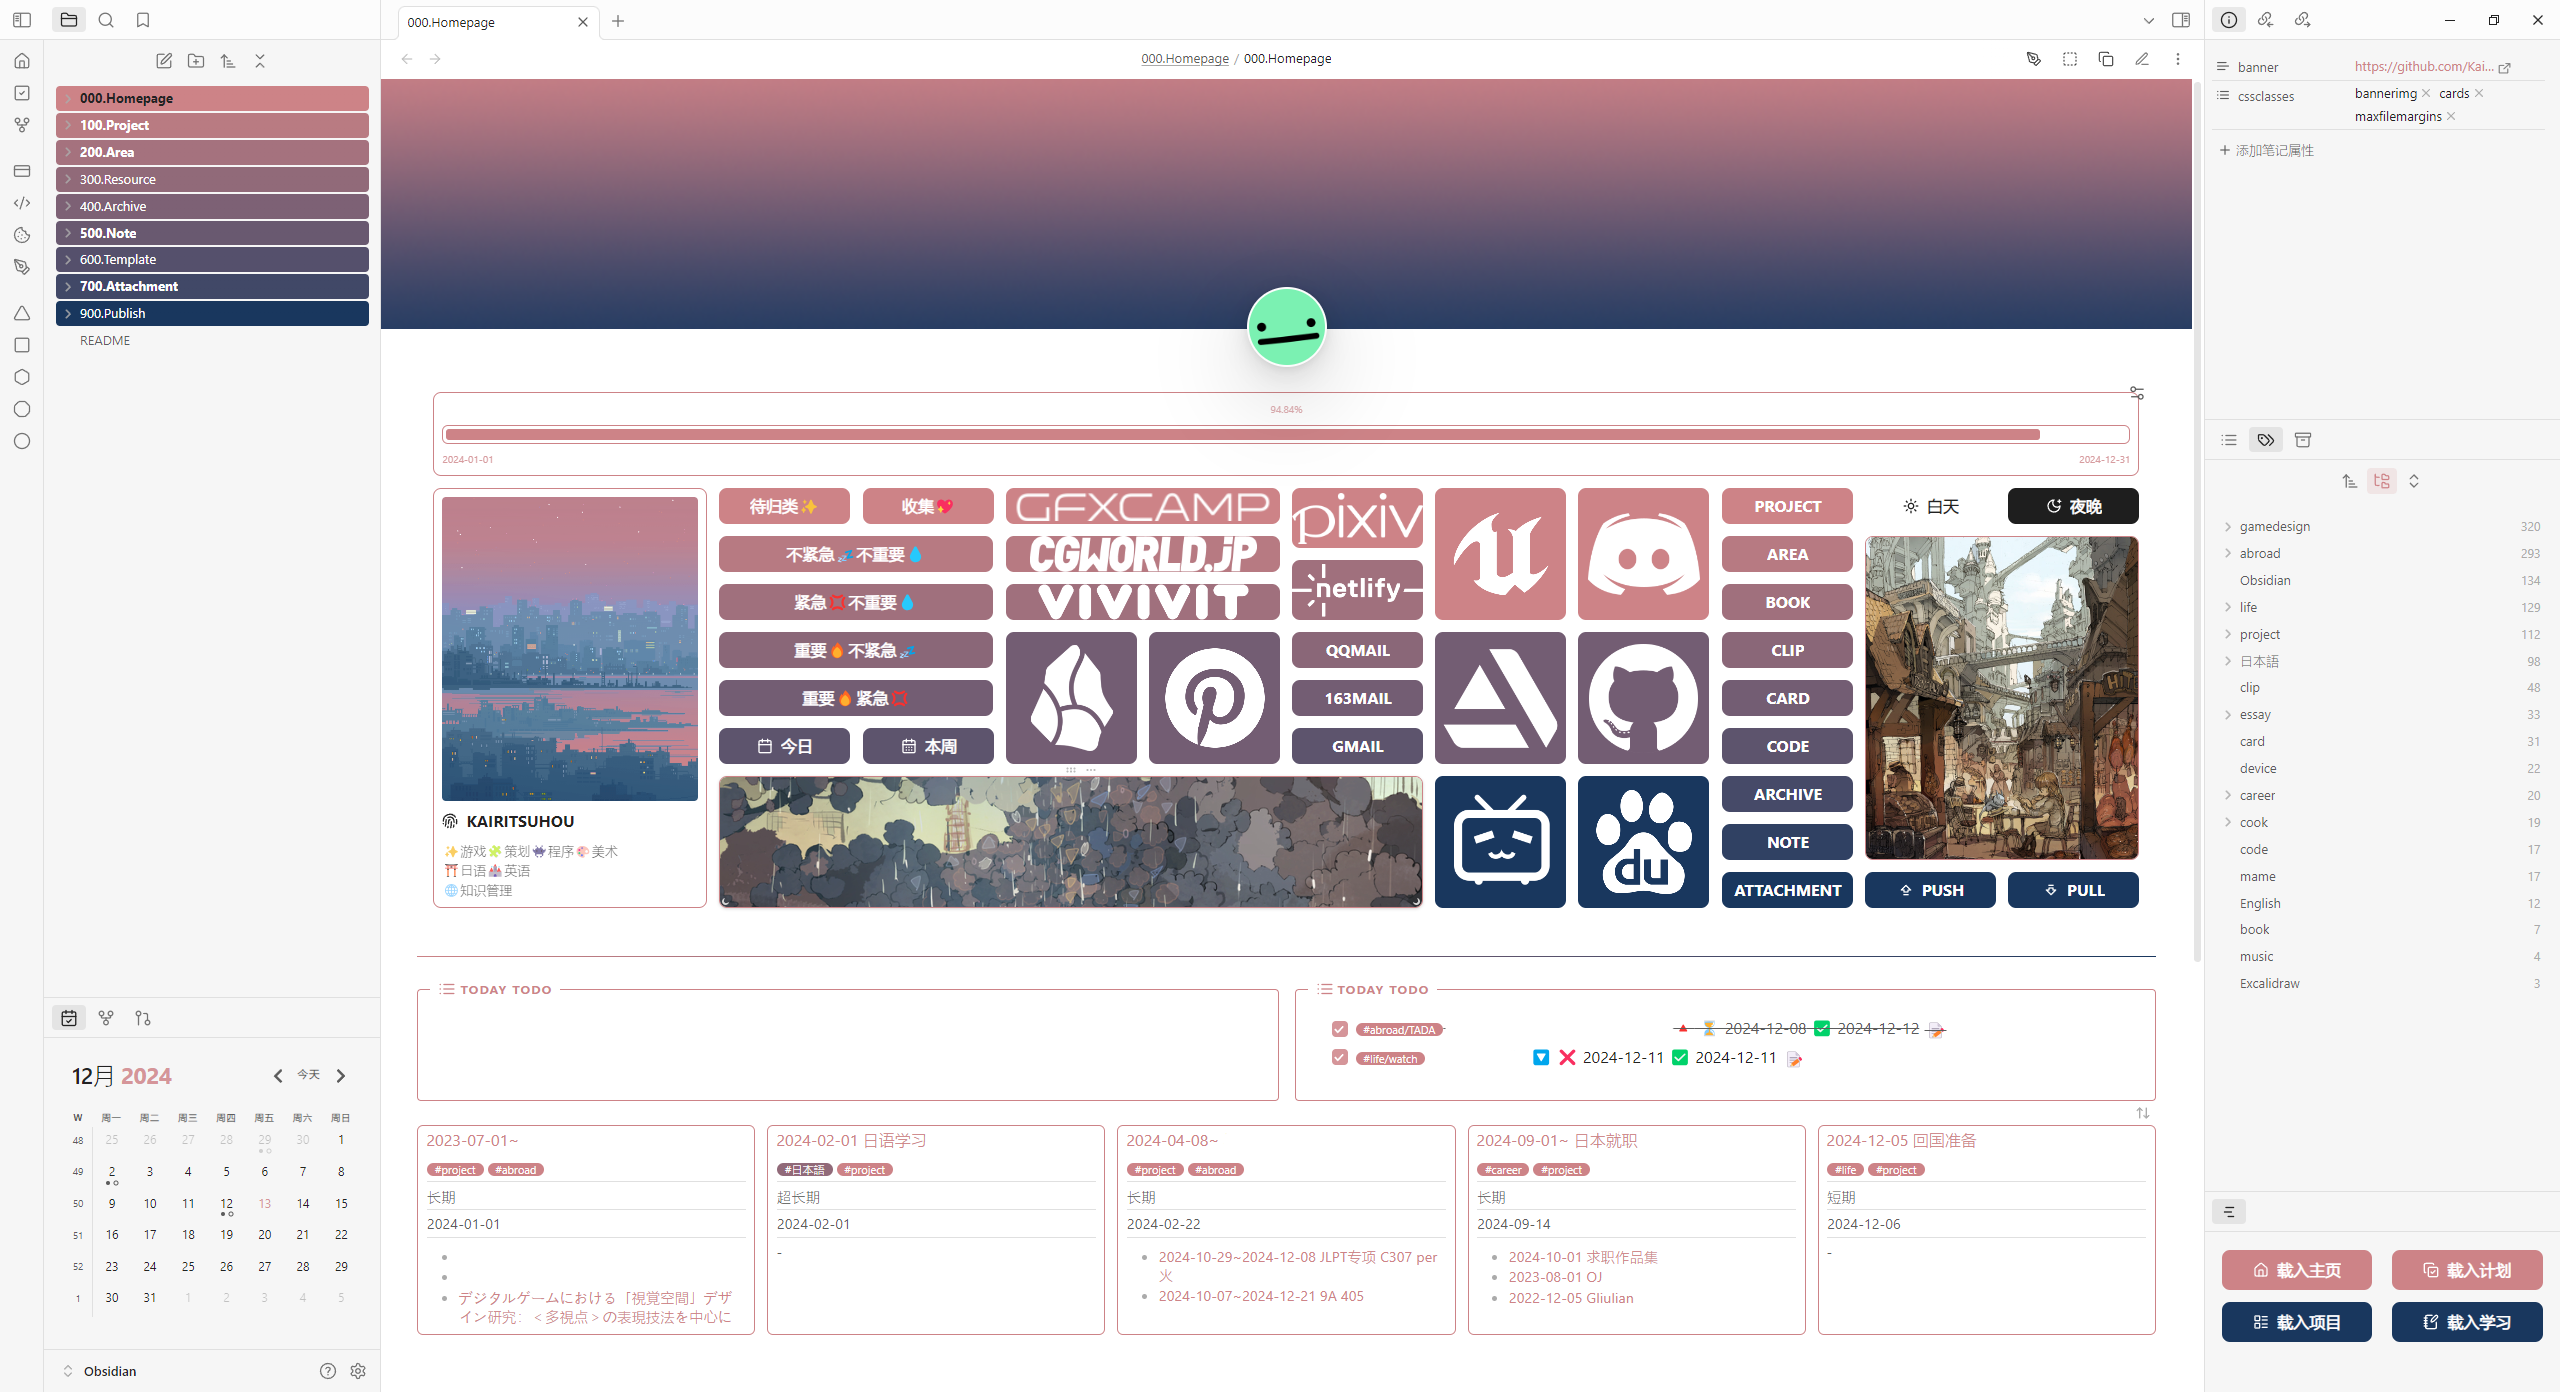 000.Homepage
000.Homepage / 000.Homepage
000.Homepage
100.Project
200.Area
300.Resource
400.Archive
500.Note
600.Template
700.Attachment
900.Publish
README
12月 2024
今天
W 周一 周二 周三 周四 周五 周六 周日
48 25 26 27 28 29 30 1
49 2 3 4 5 6 7 8
50 9 10 11 12 13 14 15
51 16 17 18 19 20 21 22
52 23 24 25 26 27 28 29
1 30 31 1 2 3 4 5
Obsidian
94.84%
2024-01-01
2024-12-31
KAIRITSUHOU
✨游戏🧩策划👾程序🎨美术
⛩️日语🏰英语
🌐知识管理
待归类✨
收集💖
不紧急💤不重要💧
紧急💢不重要💧
重要🔥不紧急💤
重要🔥紧急💢
今日
本周
GFXCAMP
CGWORLD.jP
VIVIVIT
pixiv
netlify
QQMAIL
163MAIL
GMAIL
du
PROJECT
AREA
BOOK
CLIP
CARD
CODE
ARCHIVE
NOTE
ATTACHMENT
白天
夜晚
PUSH
PULL
TODAY TODO
TODAY TODO
#abroad/TADA 🔺 ⏳ 2024-12-08 ✅ 2024-12-12 📝
#life/watch 🔽 ❌ 2024-12-11 ✅ 2024-12-11 📝
2023-07-01~
#project #abroad
长期
2024-01-01
デジタルゲームにおける「視覚空間」デザ
イン研究：＜多視点＞の表現技法を中心に
2024-02-01 日语学习
#日本語 #project
超长期
2024-02-01
-
2024-04-08~
#project #abroad
长期
2024-02-22
2024-10-29~2024-12-08 JLPT专项 C307 per
火
2024-10-07~2024-12-21 9A 405
2024-09-01~ 日本就职
#career #project
长期
2024-09-14
2024-10-01 求职作品集
2023-08-01 OJ
2022-12-05 Gliulian
2024-12-05 回国准备
#life #project
短期
2024-12-06
-
banner https://github.com/Kai...
cssclasses bannerimg cards
maxfilemargins
添加笔记属性
gamedesign 320
abroad 293
Obsidian 134
life 129
project 112
日本語 98
clip 48
essay 33
card 31
device 22
career 20
cook 19
code 17
mame 17
English 12
book 7
music 4
Excalidraw 3
载入主页
载入计划
载入项目
载入学习